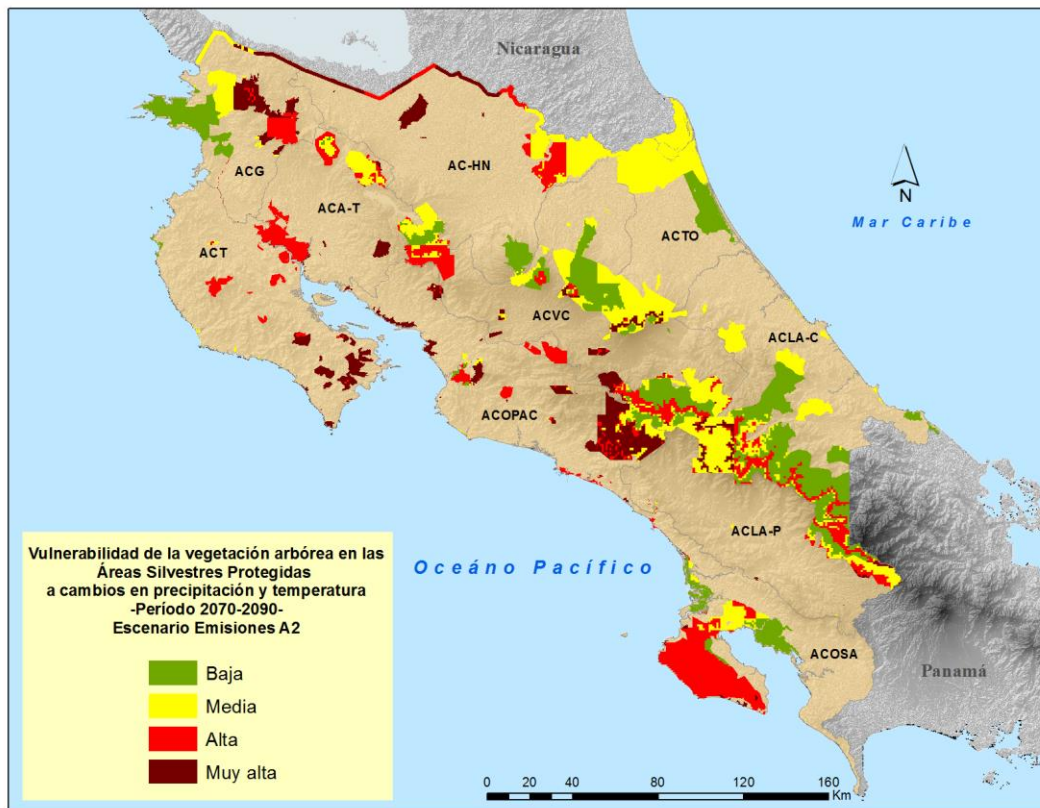 Nicaragua
ACG
AC-HN
ACA-T
N
Mar Caribe
ACTO
ACT
ACVC
ACLA-C
ACOPAC
ACLA-P
Vulnerabilidad de la vegetación arbórea en las
Áreas Silvestres Protegidas
a cambios en precipitación y temperatura
-Período 2070-2090-
Escenario Emisiones A2
Océano Pacífico
Baja
Media
Alta
Muy alta
ACOSA
Panamá
0 20 40 80 120 160
Km